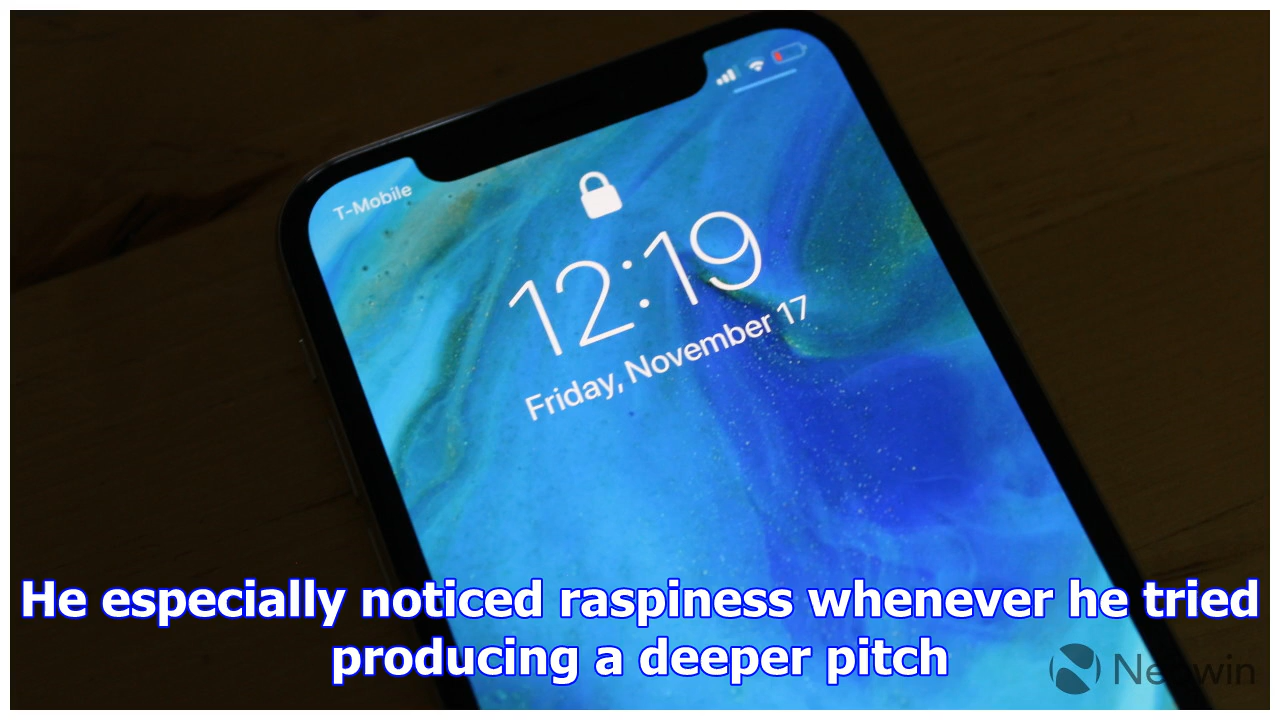 T-Mobile
12:19
Friday, November 17
He especially noticed raspiness whenever he tried
producing a deeper pitch
Neowin